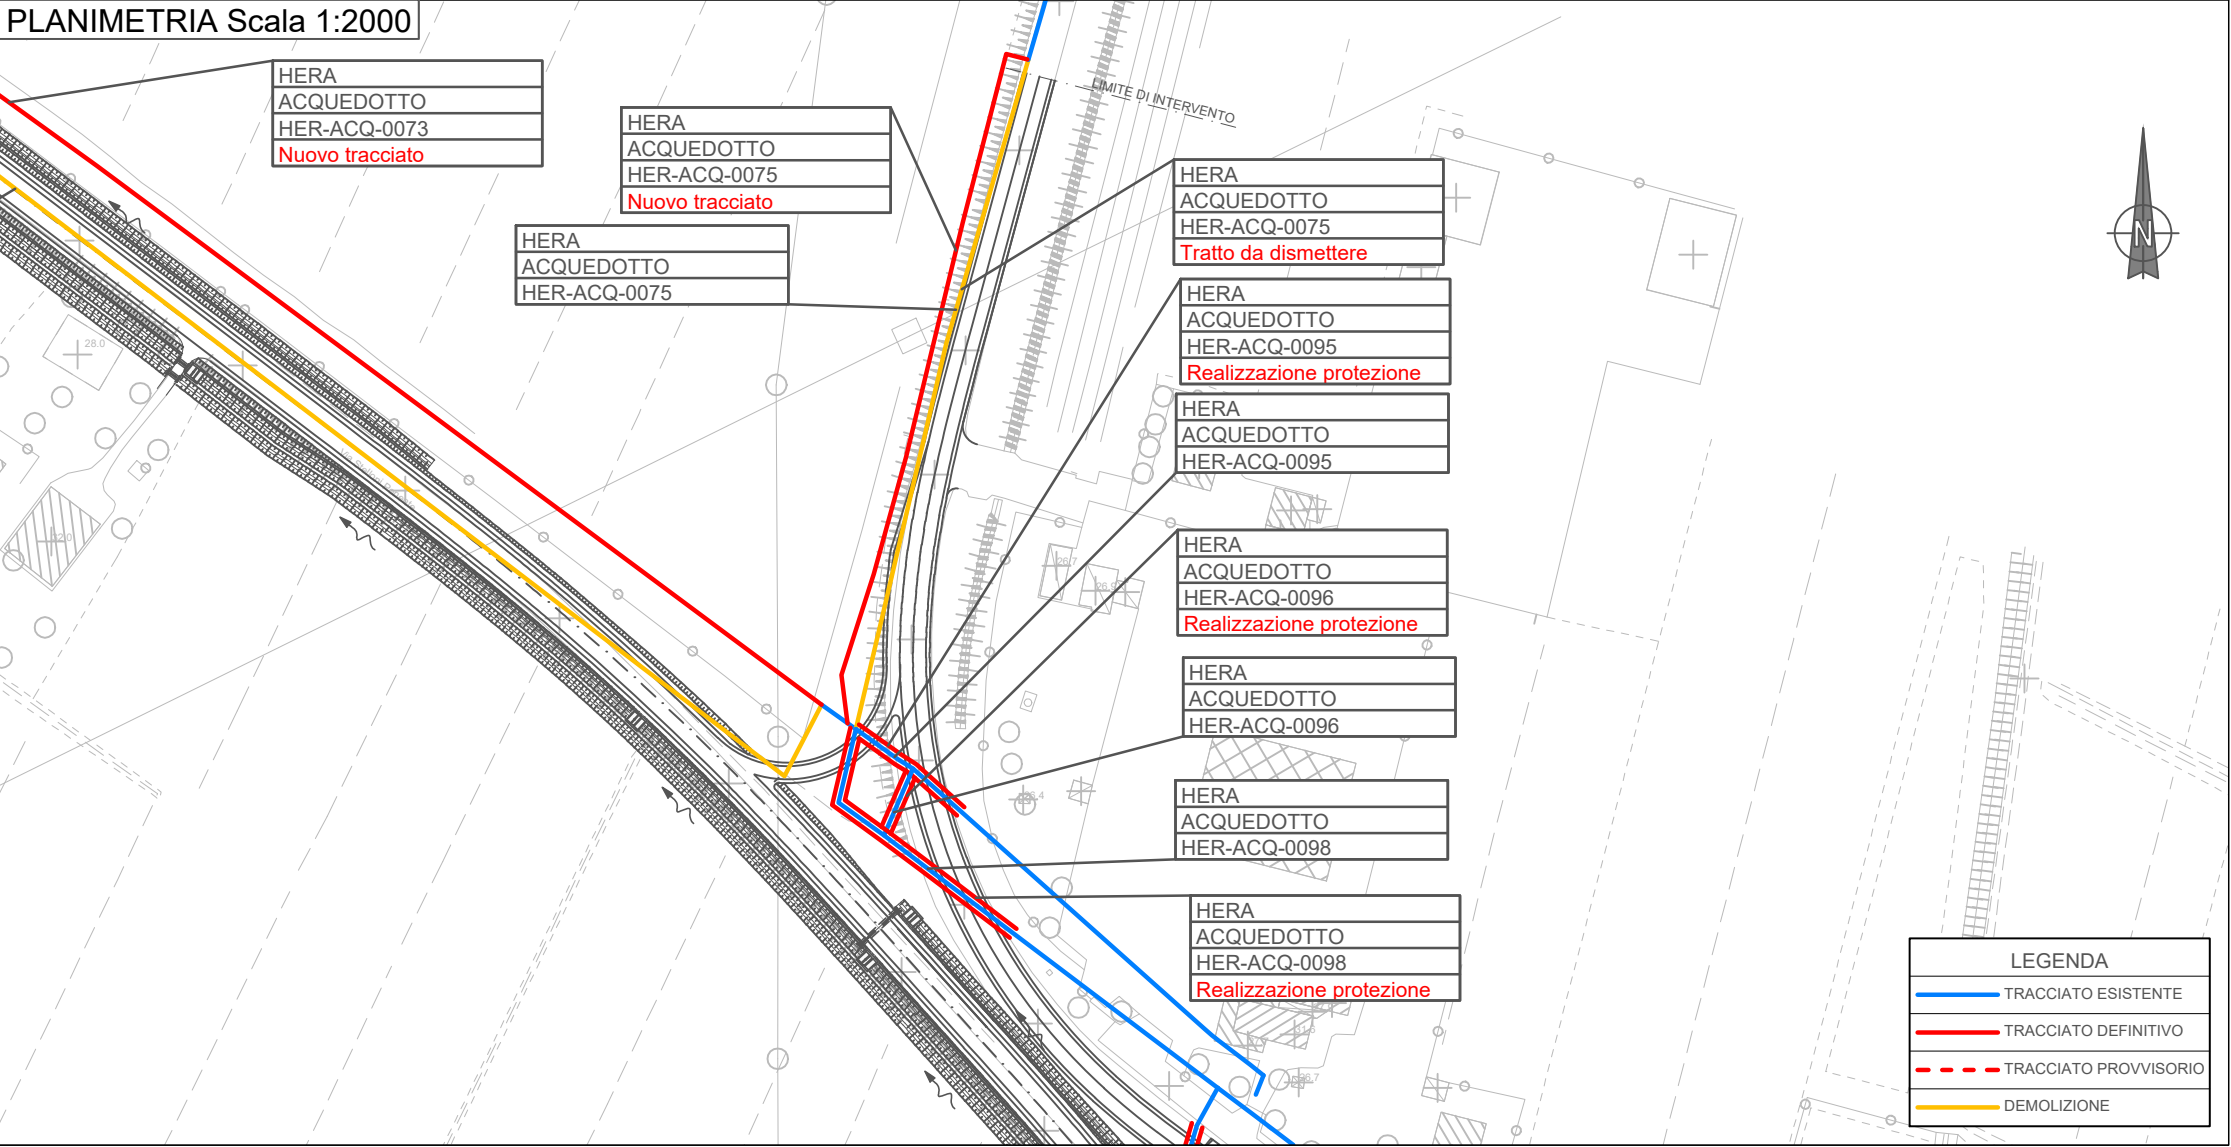 PLANIMETRIA Scala 1:2000
HERA
ACQUEDOTTO
HER-ACQ-0073
Nuovo tracciato
HERA
ACQUEDOTTO
HER-ACQ-0075
Nuovo tracciato
HERA
ACQUEDOTTO
HER-ACQ-0075
LIMITE DI INTERVENTO
HERA
ACQUEDOTTO
HER-ACQ-0075
Tratto da dismettere
HERA
ACQUEDOTTO
HER-ACQ-0095
Realizzazione protezione
HERA
ACQUEDOTTO
HER-ACQ-0095
HERA
ACQUEDOTTO
HER-ACQ-0096
Realizzazione protezione
HERA
ACQUEDOTTO
HER-ACQ-0096
HERA
ACQUEDOTTO
HER-ACQ-0098
HERA
ACQUEDOTTO
HER-ACQ-0098
Realizzazione protezione
N
28.0
26.7
LEGENDA
TRACCIATO ESISTENTE
TRACCIATO DEFINITIVO
TRACCIATO PROVVISORIO
DEMOLIZIONE